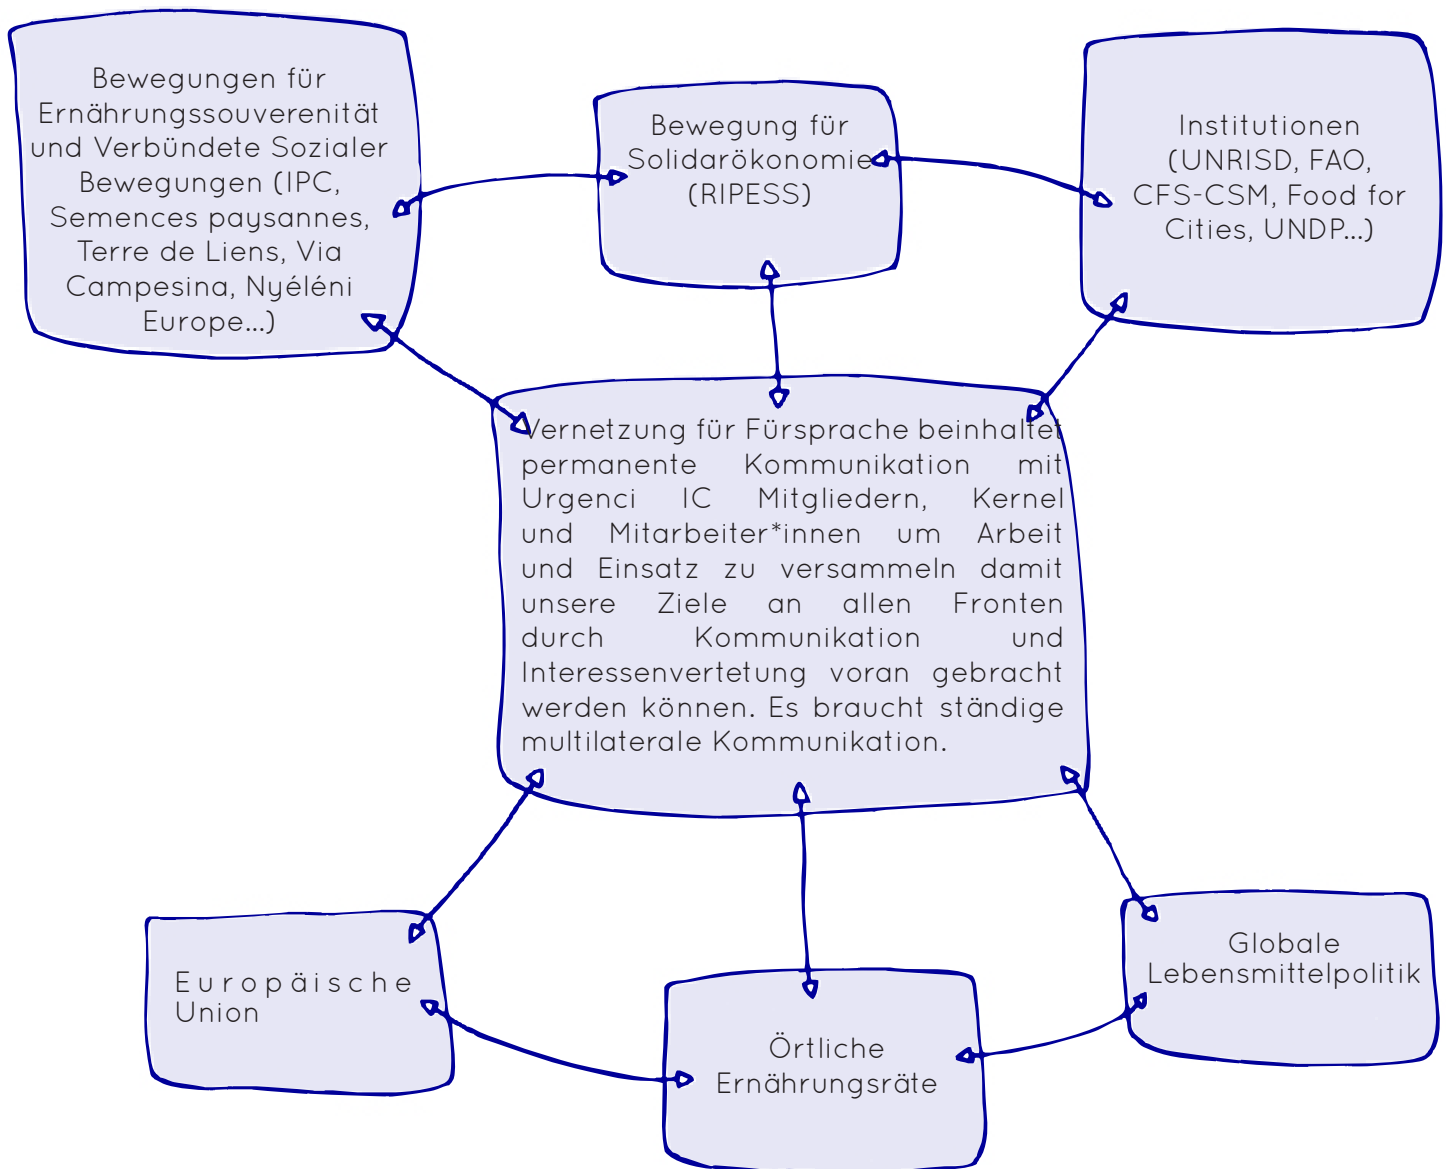 Bewegungen für
Ernährungssouverenität
und Verbündete Sozialer
Bewegungen (IPC,
Semences paysannes,
Terre de Liens, Via
Campesina, Nyéléni
Europe...)
Bewegung für
Solidarökonomie
(RIPESS)
Institutionen
(UNRISD, FAO,
CFS-CSM, Food for
Cities, UNDP...)
Vernetzung für Fürsprache beinhaltet
permanente Kommunikation mit
Urgenci IC Mitgliedern, Kernel
und Mitarbeiter*innen um Arbeit
und Einsatz zu versammeln damit
unsere Ziele an allen Fronten
durch Kommunikation und
Interessenvertetung voran gebracht
werden können. Es braucht ständige
multilaterale Kommunikation.
Europäische
Union
Örtliche
Ernährungsräte
Globale
Lebensmittelpolitik